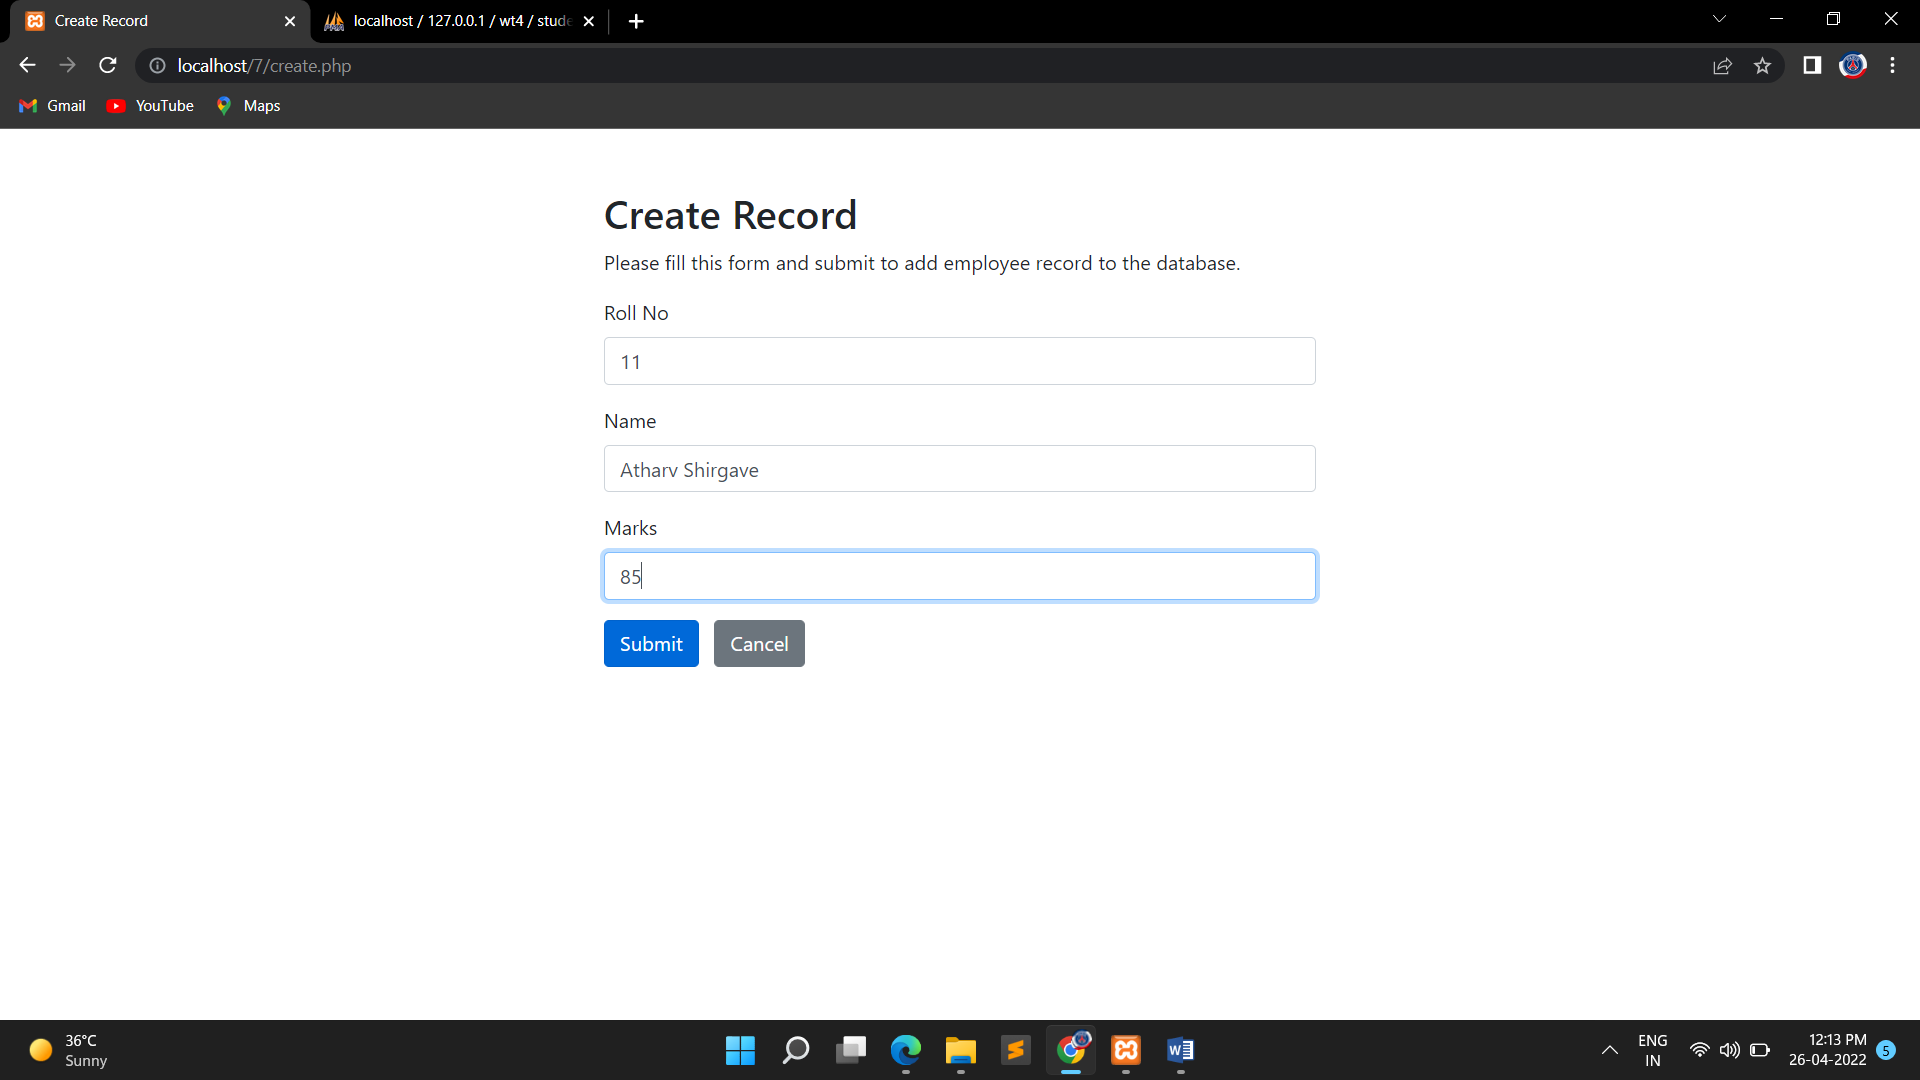 Create Record
localhost / 127.0.0.1 / wt4 / stude
localhost/7/create.php
Gmail
YouTube
Maps
Create Record
Please fill this form and submit to add employee record to the database.
Roll No
11
Name
Atharv Shirgave
Marks
85
Submit
Cancel
36°C
Sunny
ENG
IN
12:13 PM
26-04-2022
5